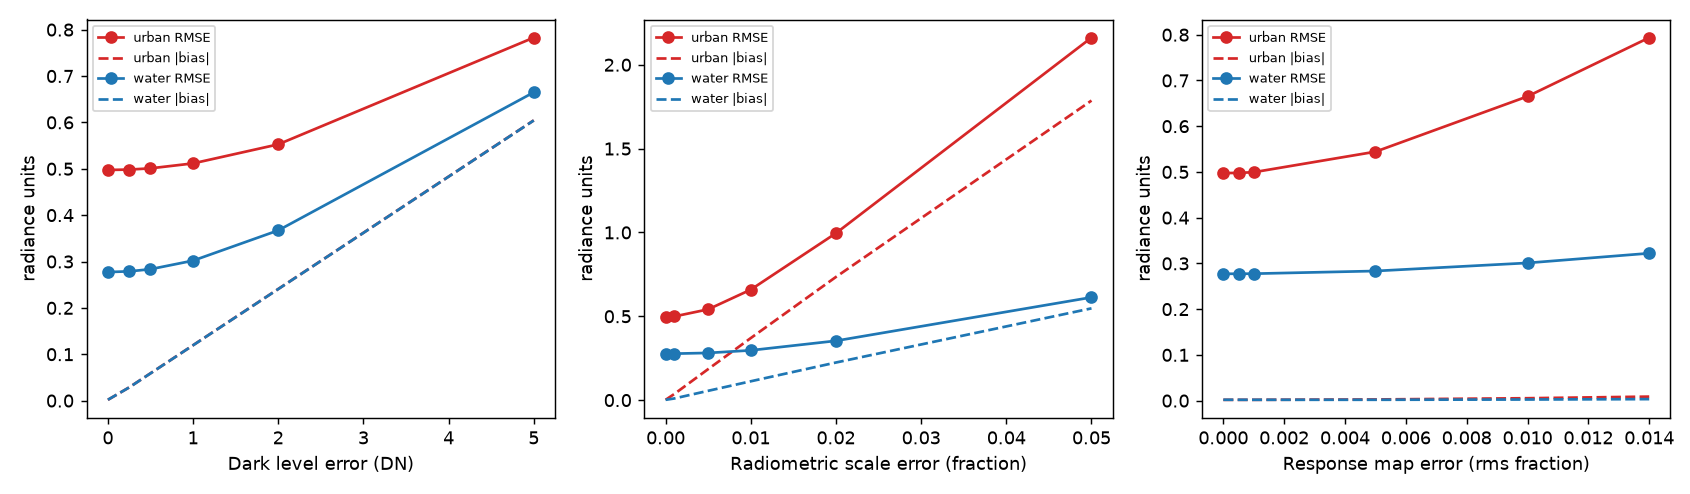 urban RMSE
urban |bias|
water RMSE
water |bias|
0.8
0.7
0.6
0.5
0.4
0.3
0.2
0.1
0.0
radiance units
0 1 2 3 4 5
Dark level error (DN)
urban RMSE
urban |bias|
water RMSE
water |bias|
2.0
1.5
1.0
0.5
0.0
radiance units
0.00 0.01 0.02 0.03 0.04 0.05
Radiometric scale error (fraction)
urban RMSE
urban |bias|
water RMSE
water |bias|
0.8
0.7
0.6
0.5
0.4
0.3
0.2
0.1
0.0
radiance units
0.000 0.002 0.004 0.006 0.008 0.010 0.012 0.014
Response map error (rms fraction)